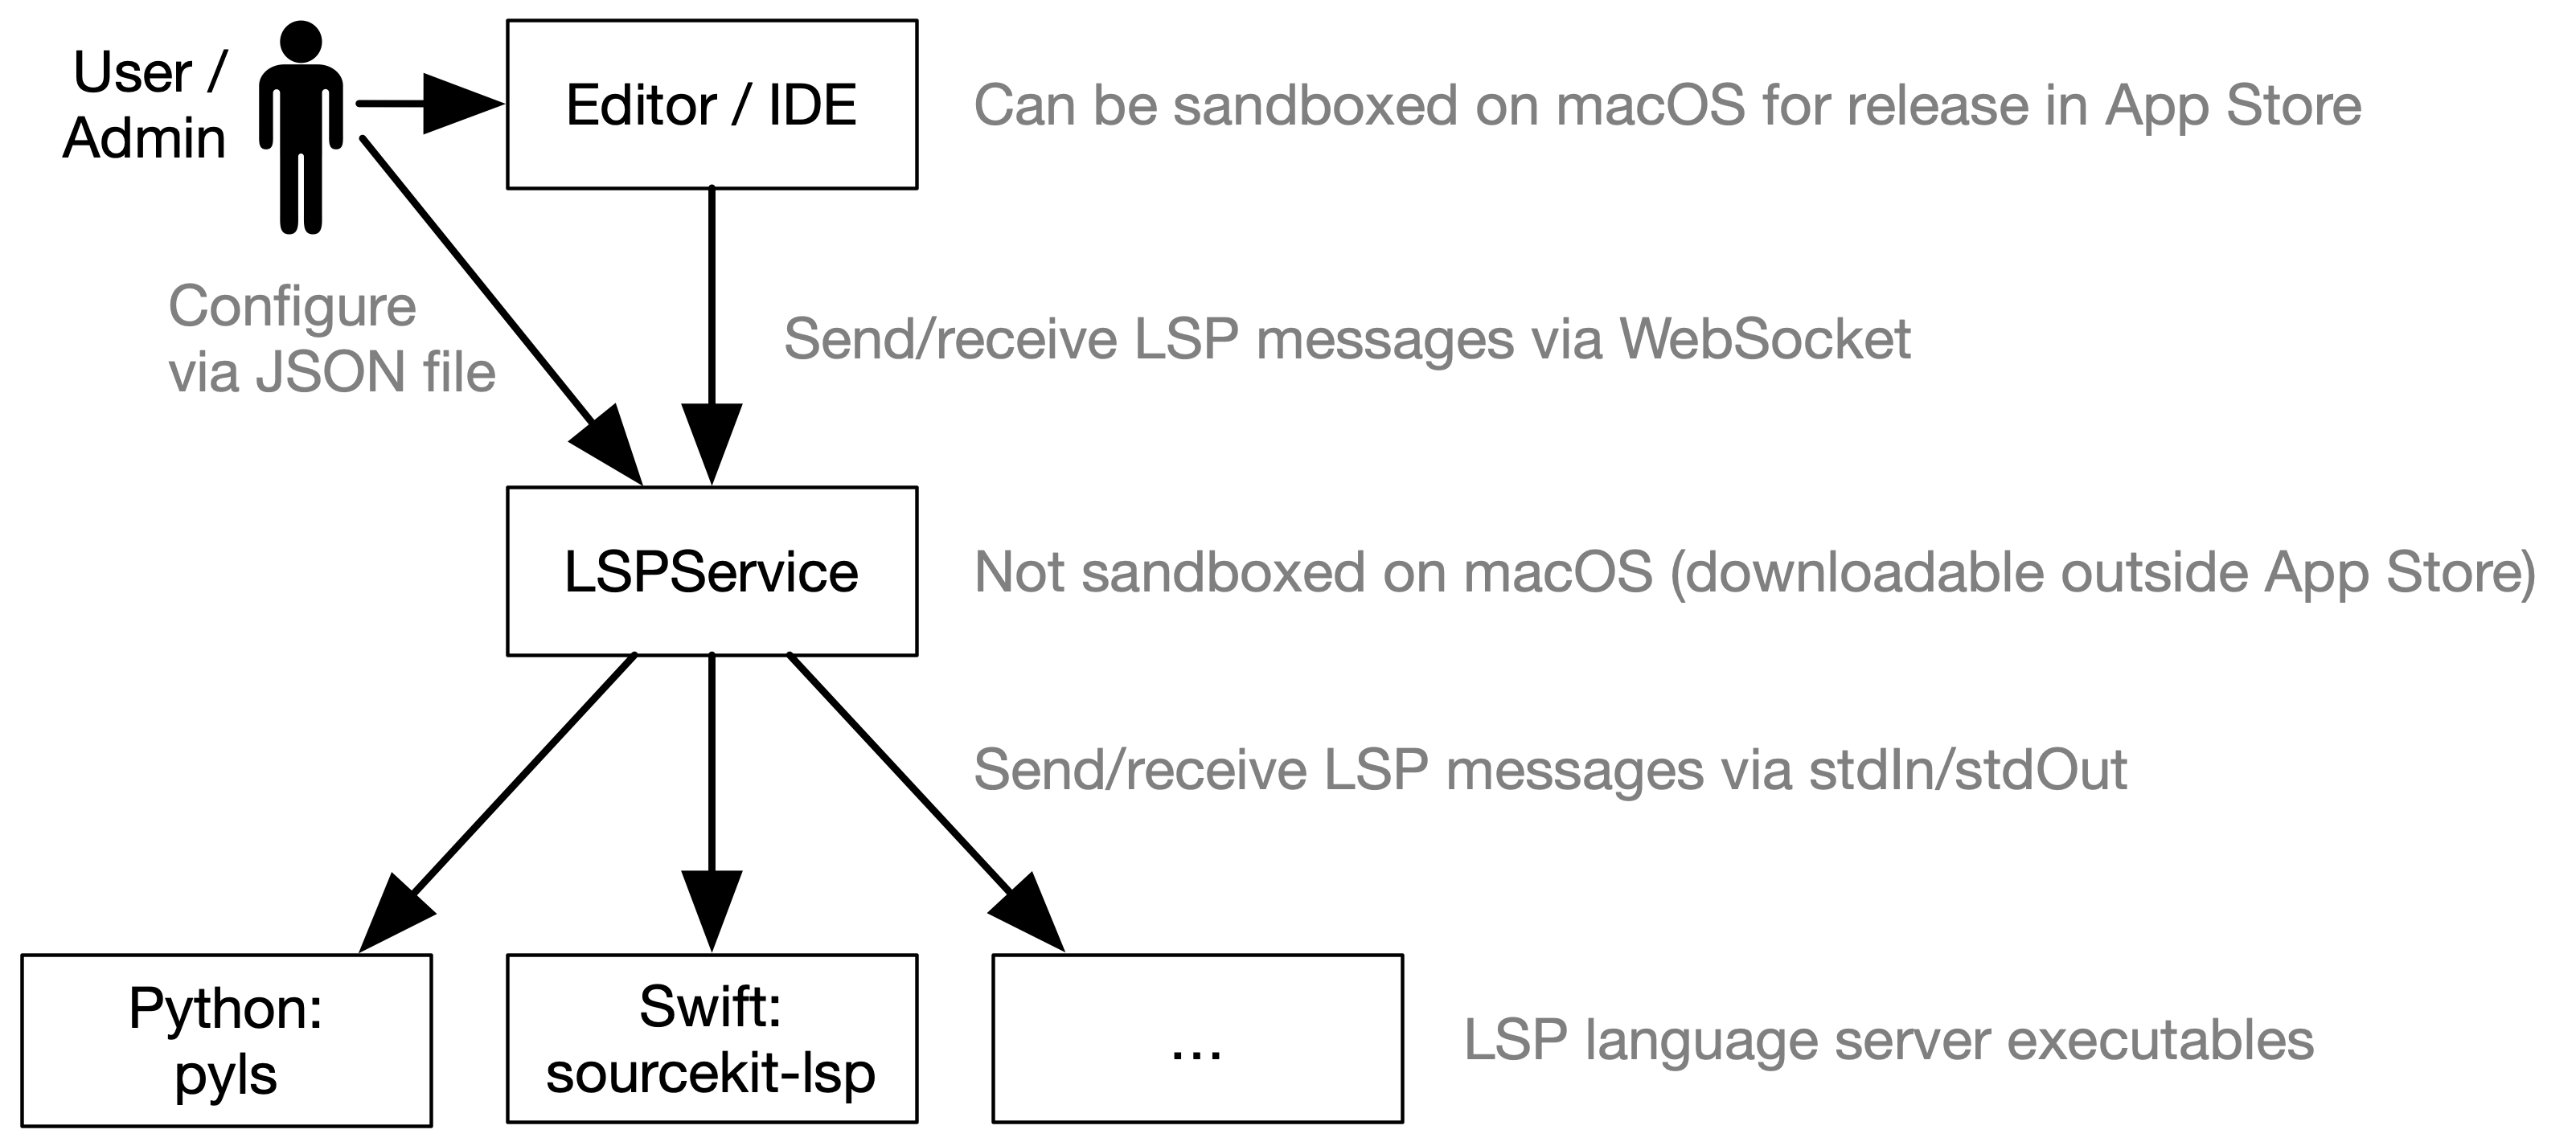 User /
Admin
Editor / IDE
Can be sandboxed on macOS for release in App Store
Configure
via JSON file
Send/receive LSP messages via WebSocket
LSPService
Not sandboxed on macOS (downloadable outside App Store)
Send/receive LSP messages via stdIn/stdOut
Python:
pyls
Swift:
sourcekit-lsp
...
LSP language server executables